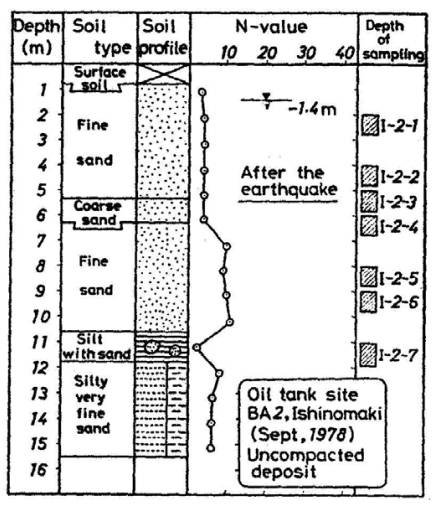 Depth Soil Soil N-value Depth
of
(m) type profile 10 20 30 40 sampling
Surface
soil
1
-1.4m
2 Fine I-2-1
3
sand
4 After the I-2-2
5 earthquake I-2-3
Coarse
6 sand I-2-4
7
Fine
8 I-2-5
9 sand I-2-6
10
11 Silt
with sand I-2-7
12
Silty
13 very Oil tank site
fine BA2, Ishinomaki
14 sand (Sept, 1978)
15 Uncompacted
16 deposit